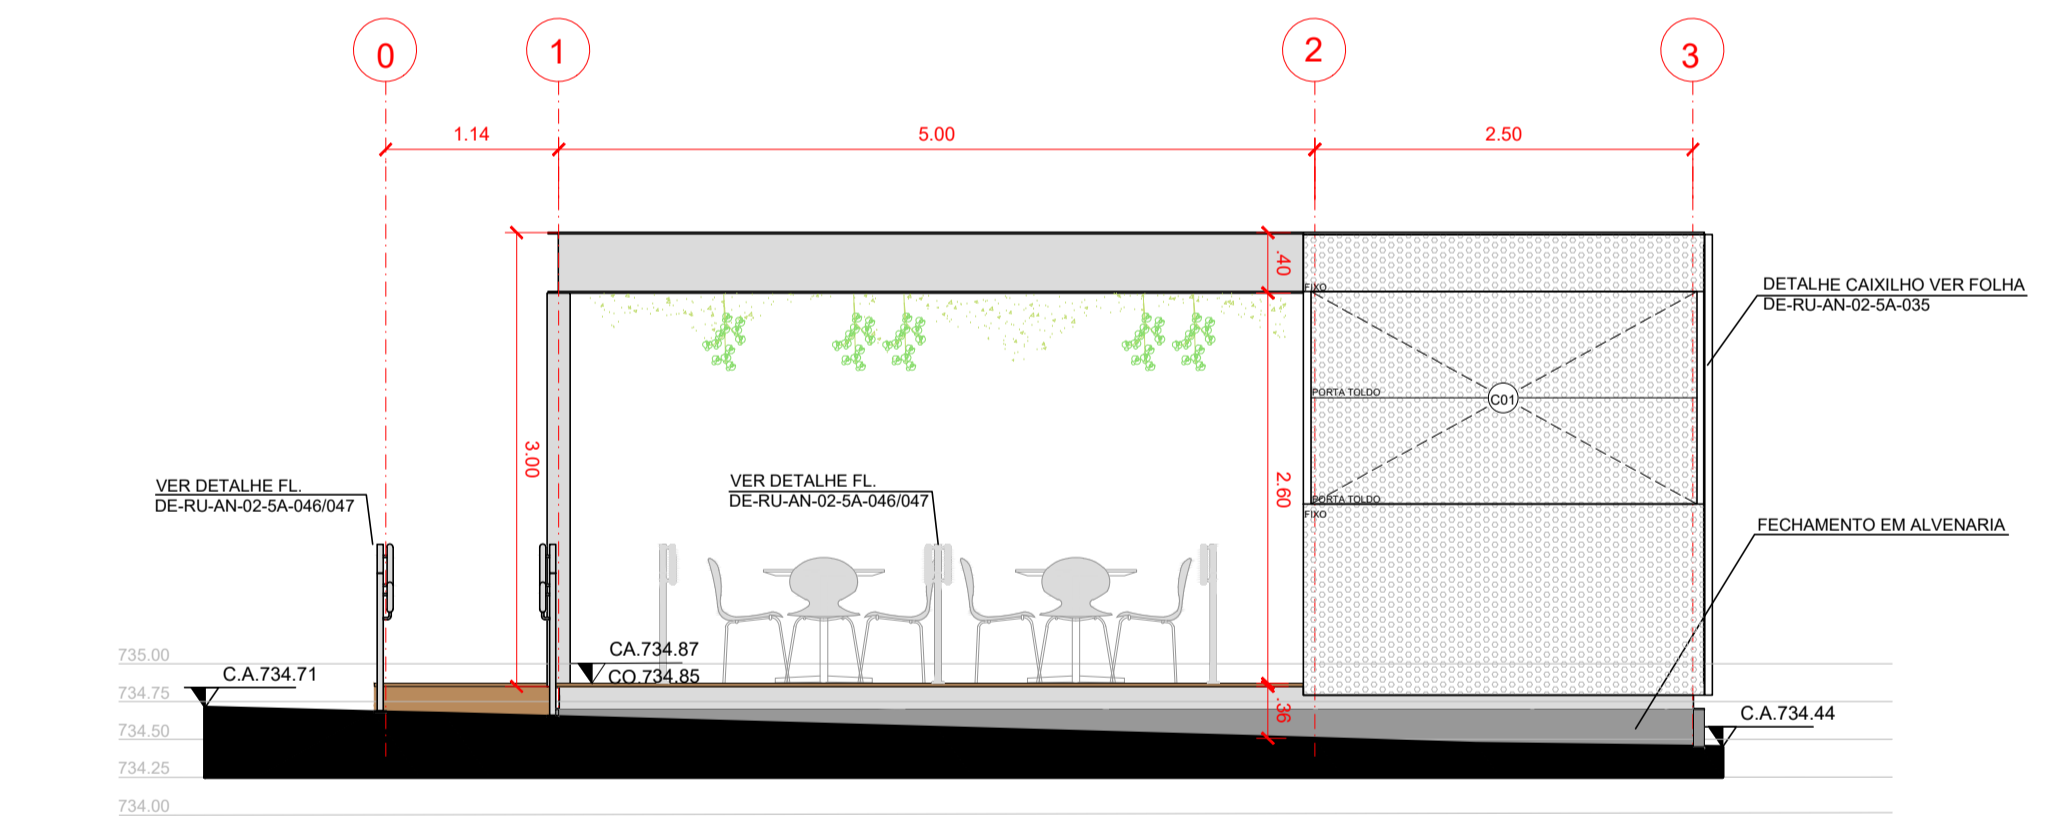 0
1
2
3
1.14
5.00
2.50
.40
FIXO
DETALHE CAIXILHO VER FOLHA
DE-RU-AN-02-5A-035
PORTA TOLDO
C01
3.00
2.60
VER DETALHE FL.
DE-RU-AN-02-5A-046/047
VER DETALHE FL.
DE-RU-AN-02-5A-046/047
PORTA TOLDO
FIXO
FECHAMENTO EM ALVENARIA
735.00
C.A.734.71
CA.734.87
CO.734.85
734.75
.36
C.A.734.44
734.50
734.25
734.00